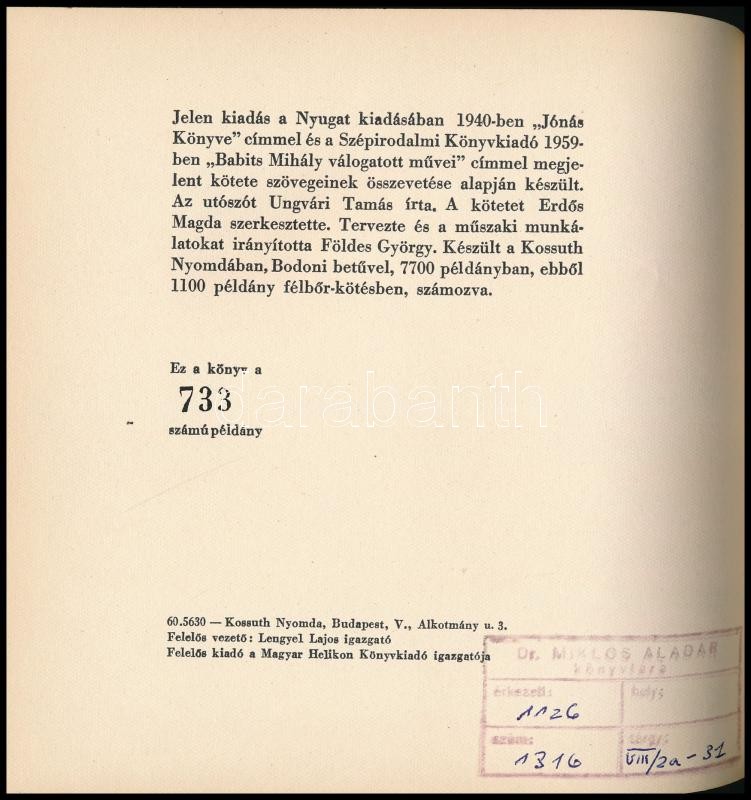 Jelen kiadás a Nyugat kiadásában 1940-ben „Jónás
Könyve” címmel és a Szépirodalmi Könyvkiadó 1959-
ben „Babits Mihály válogatott művei” címmel megje-
lent kötete szövegeinek összevetése alapján készült.
Az utószót Ungvári Tamás írta. A kötetet Erdős
Magda szerkesztette. Tervezte és a műszaki munká-
latokat irányította Földes György. Készült a Kossuth
Nyomdában, Bodoni betűvel, 7700 példányban, ebből
1100 példány félbőr-kötésben, számozva.
Ez a könyv a
733
darabanth
számú példány
60.5630 — Kossuth Nyomda, Budapest, V., Alkotmány u. 3.
Felelős vezető: Lengyel Lajos igazgató
Felelős kiadó a Magyar Helikon Könyvkiadó igazgatója
Dr. MIKLÓS ALADÁR
könyvtára
érkezett: hely:
1126
szám: tárgy:
1316 VIII/2a-31